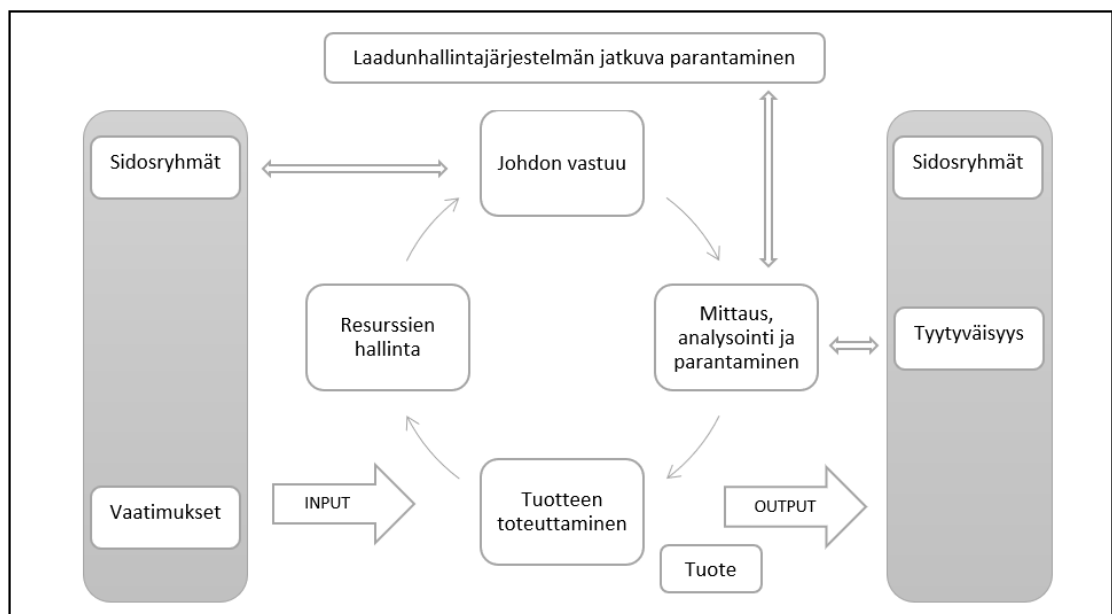 Laadunhallintajärjestelmän jatkuva parantaminen
Sidosryhmät
Johdon vastuu
Sidosryhmät
Resurssien
hallinta
Mittaus,
analysointi ja
parantaminen
Tyytyväisyys
Vaatimukset
INPUT
Tuotteen
toteuttaminen
OUTPUT
Tuote